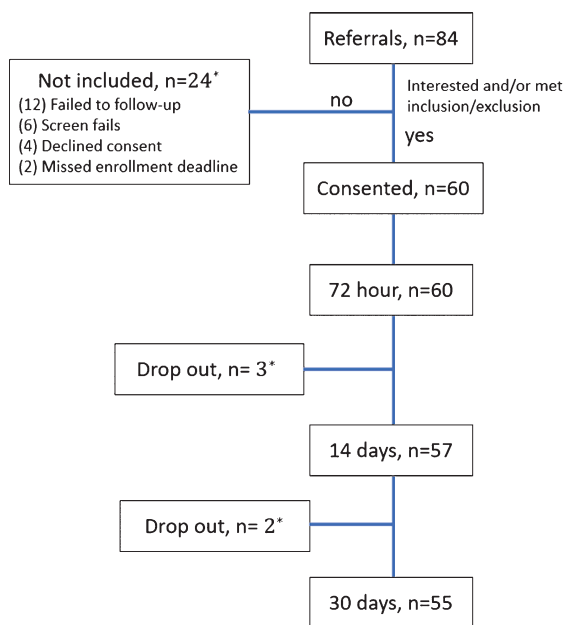 Referrals, n=84
Not included, n=24*
(12) Failed to follow-up
(6) Screen fails
(4) Declined consent
(2) Missed enrollment deadline
no
Interested and/or met
inclusion/exclusion
yes
Consented, n=60
72 hour, n=60
Drop out, n= 3*
14 days, n=57
Drop out, n= 2*
30 days, n=55